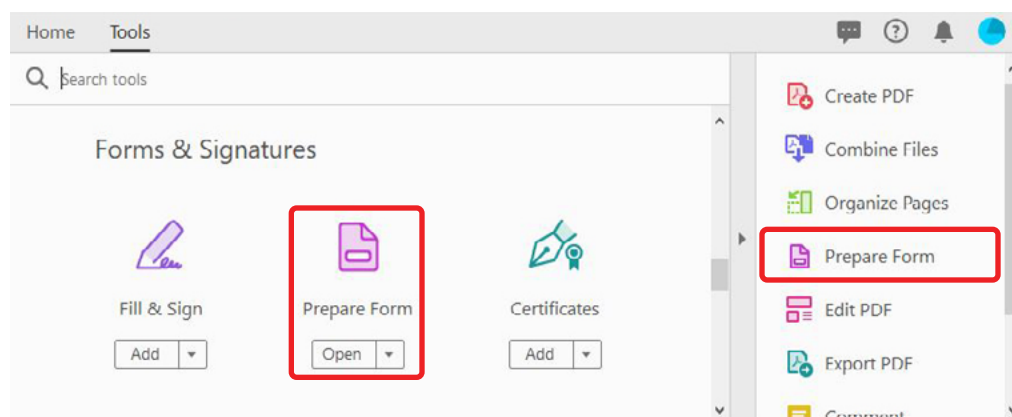 Home Tools
Search tools
Forms & Signatures
Fill & Sign
Add
Prepare Form
Open
Certificates
Add
Create PDF
Combine Files
Organize Pages
Prepare Form
Edit PDF
Export PDF
Comment